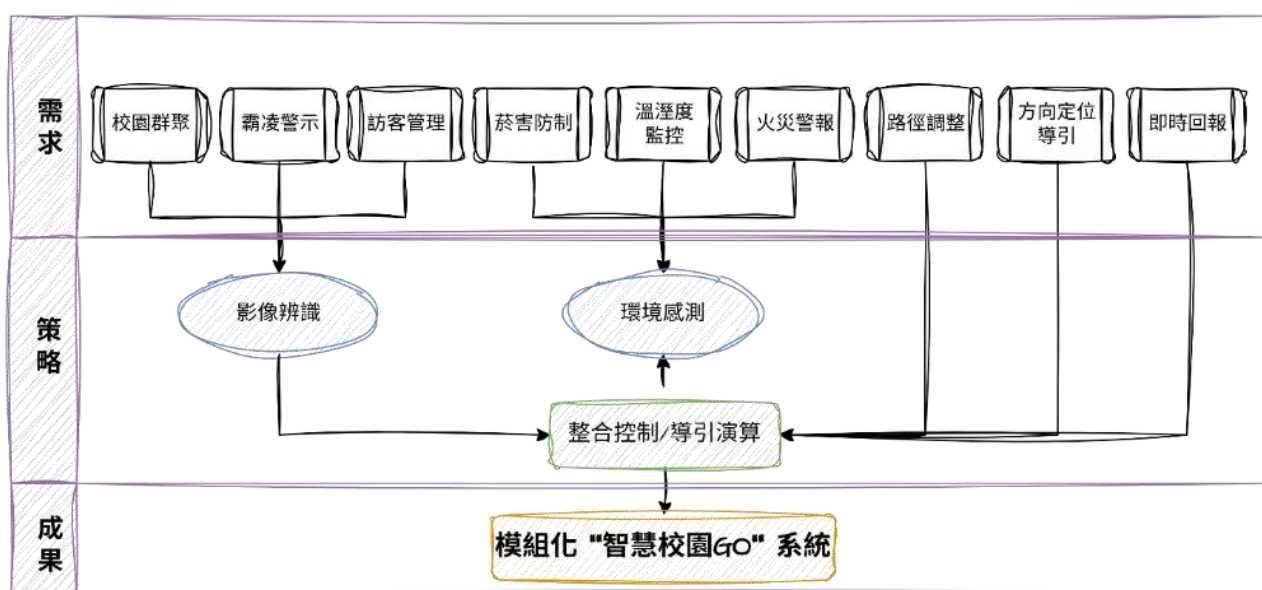 需求
校園群聚
霸凌警示
訪客管理
菸害防制
溫溼度
監控
火災警報
路徑調整
方向定位
導引
即時回報
策略
影像辨識
環境感測
整合控制/導引演算
成果
模組化 "智慧校園GO" 系統